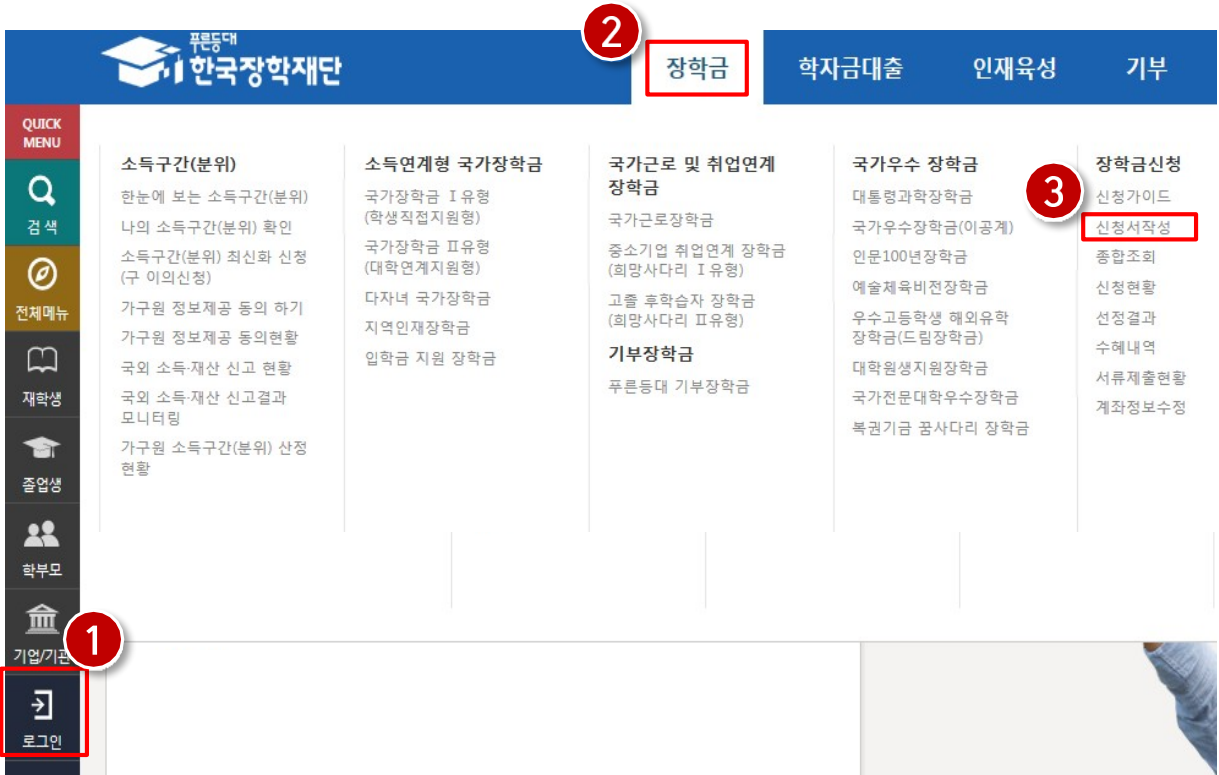 푸른등대
한국장학재단
2
장학금
학자금대출
인재육성
기부
QUICK
MENU
검색
전체메뉴
재학생
졸업생
학부모
기업/기관
1
로그인
소득구간(분위)
한눈에 보는 소득구간(분위)
나의 소득구간(분위) 확인
소득구간(분위) 최신화 신청
(구 이의신청)
가구원 정보제공 동의 하기
가구원 정보제공 동의현황
국외 소득·재산 신고 현황
국외 소득·재산 신고결과
모니터링
가구원 소득구간(분위) 산정
현황
소득연계형 국가장학금
국가장학금 Ⅰ유형
(학생직접지원형)
국가장학금 Ⅱ유형
(대학연계지원형)
다자녀 국가장학금
지역인재장학금
입학금 지원 장학금
국가근로 및 취업연계
장학금
국가근로장학금
중소기업 취업연계 장학금
(희망사다리 Ⅰ유형)
고졸 후학습자 장학금
(희망사다리 Ⅱ유형)
기부장학금
푸른등대 기부장학금
국가우수 장학금
대통령과학장학금
국가우수장학금(이공계)
인문100년장학금
예술체육비전장학금
우수고등학생 해외유학
장학금(드림장학금)
대학원생지원장학금
국가전문대학우수장학금
복권기금 꿈사다리 장학금
3
장학금신청
신청가이드
신청서작성
종합조회
신청현황
선정결과
수혜내역
서류제출현황
계좌정보수정